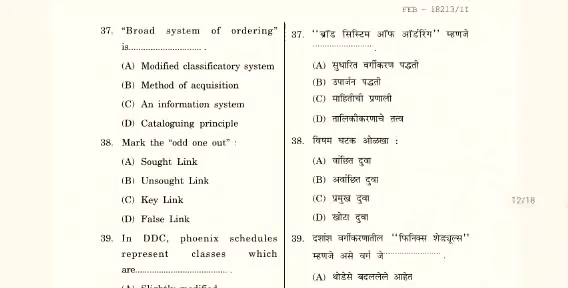 FEB - 18213/II
37. "Broad system of ordering"
is............................ .
(A) Modified classificatory system
(B) Method of acquisition
(C) An information system
(D) Cataloguing principle
38. Mark the "odd one out" :
(A) Sought Link
(B) Unsought Link
(C) Key Link
(D) False Link
39. In DDC, phoenix schedules
represent classes which
are.................................... .
(A) Slightly modified
37. "ब्रॉड सिस्टिम ऑफ ऑर्डरिंग" म्हणजे
........................ .
(A) सुधारित वर्गीकरण पद्धती
(B) उपार्जन पद्धती
(C) माहितीची प्रणाली
(D) तालिकीकरणाचे तत्व
38. विषम घटक ओळखा :
(A) वांछित दुवा
(B) अवांछित दुवा
(C) प्रमुख दुवा
(D) खोटा दुवा
39. दशांश वर्गीकरणातील "फिनिक्स शेड्यूल्स"
म्हणजे असे वर्ग जे ...................... .
(A) थोडेसे बदललेले आहेत
12/18